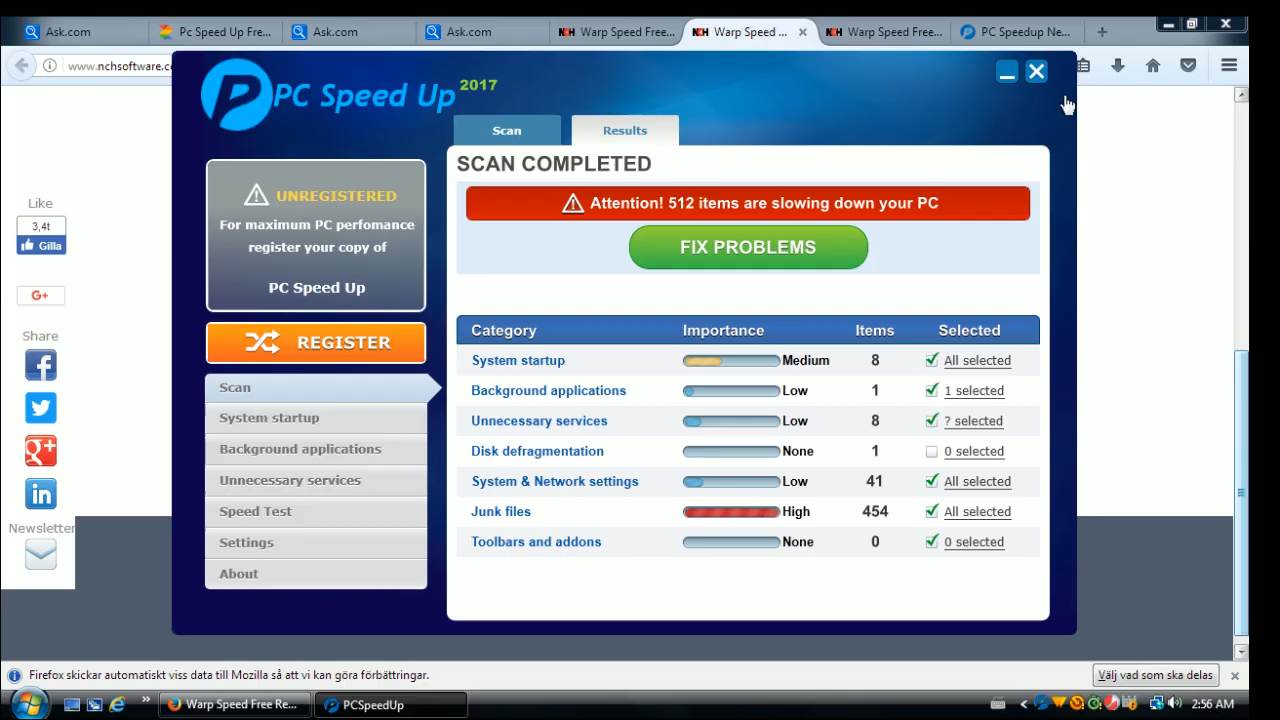 Ask.com
Pc Speed Up Fre...
Ask.com
Ask.com
NCH Warp Speed Free...
NCH Warp Speed ...
NCH Warp Speed Free...
PC Speedup Ne...
www.nchsoftware.c
PC Speed Up 2017
Scan
Results
UNREGISTERED
For maximum PC perfomance
register your copy of
PC Speed Up
REGISTER
Scan
System startup
Background applications
Unnecessary services
Speed Test
Settings
About
SCAN COMPLETED
Attention! 512 items are slowing down your PC
FIX PROBLEMS
Category Importance Items Selected
System startup Medium 8 All selected
Background applications Low 1 1 selected
Unnecessary services Low 8 ? selected
Disk defragmentation None 1 0 selected
System & Network settings Low 41 All selected
Junk files High 454 All selected
Toolbars and addons None 0 0 selected
Like
3,4t
Gilla
G+
Share
Newsletter
Firefox skickar automatiskt viss data till Mozilla så att vi kan göra förbättringar.
Välj vad som ska delas
Warp Speed Free Re...
PCSpeedUp
2:56 AM